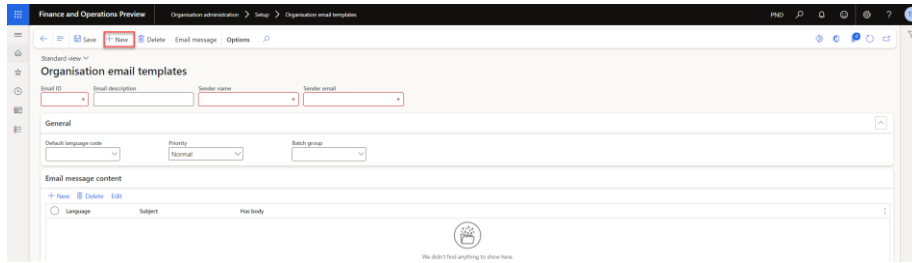 Finance and Operations Preview Organisation administration > Setup > Organisation email templates PND ?
Save + New Delete Email message Options
Standard view
Organisation email templates
Email ID Email description Sender name Sender email
* * *
General
Default language code Priority Batch group
Normal
Email message content
+ New Delete Edit
Language Subject Has body
We didn't find anything to show here.